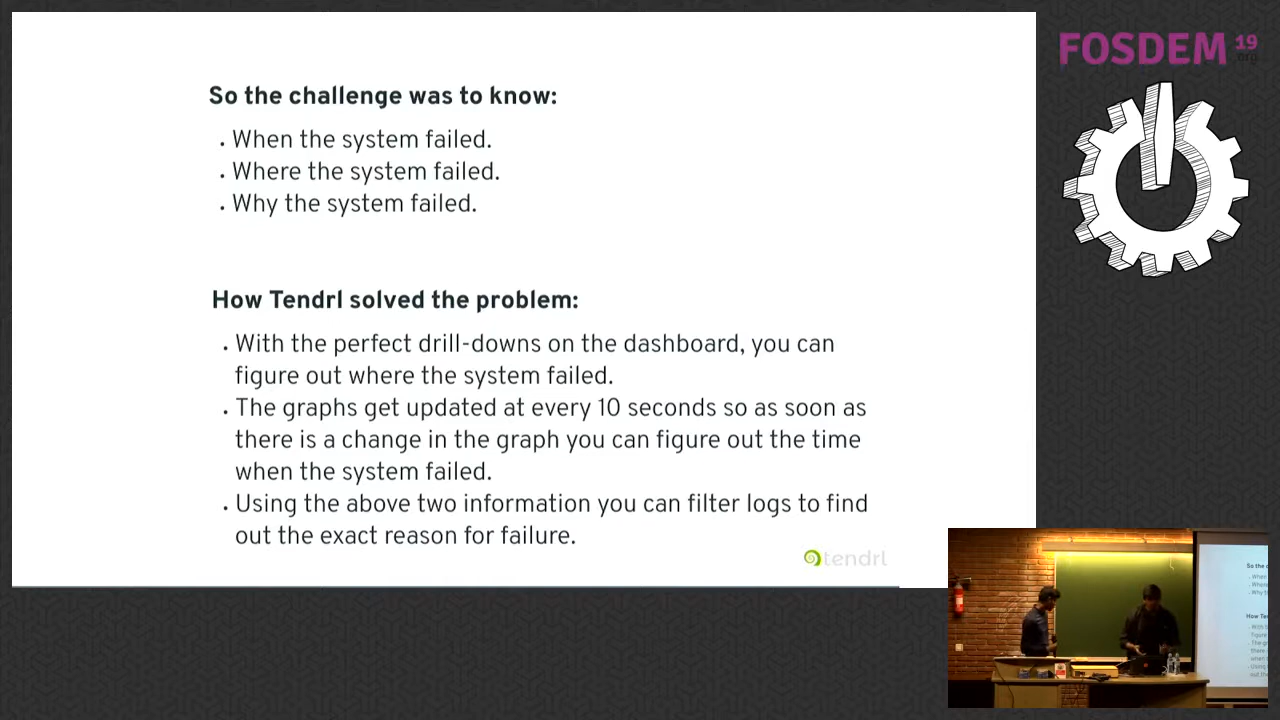 So the challenge was to know:
. When the system failed.
. Where the system failed.
. Why the system failed.
How Tendrl solved the problem:
. With the perfect drill-downs on the dashboard, you can
figure out where the system failed.
. The graphs get updated at every 10 seconds so as soon as
there is a change in the graph you can figure out the time
when the system failed.
. Using the above two information you can filter logs to find
out the exact reason for failure.
tendrl
FOSDEM 19
.org